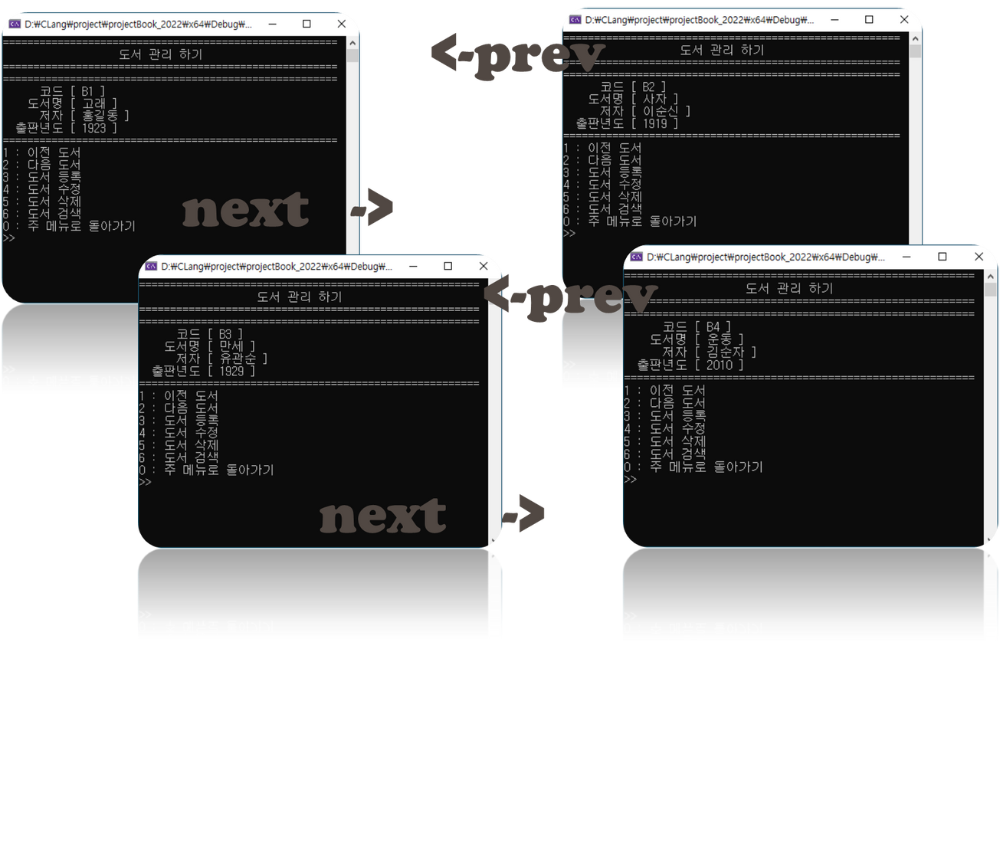 D:₩CLang₩project₩projectBook_2022₩x64₩Debug₩...
================================================
도서 관리 하기
================================================
================================================
코드 [ B1 ]
도서명 [ 고래 ]
저자 [ 홍길동 ]
출판년도 [ 1923 ]
================================================
1 : 이전 도서
2 : 다음 도서
3 : 도서 등록
4 : 도서 수정
5 : 도서 삭제
6 : 도서 검색
0 : 주 메뉴로 돌아가기
>>
next ->
<-prev
D:₩CLang₩project₩projectBook_2022₩x64₩Debug₩...
================================================
도서 관리 하기
================================================
================================================
코드 [ B2 ]
도서명 [ 사자 ]
저자 [ 이순신 ]
출판년도 [ 1919 ]
================================================
1 : 이전 도서
2 : 다음 도서
3 : 도서 등록
4 : 도서 수정
5 : 도서 삭제
6 : 도서 검색
0 : 주 메뉴로 돌아가기
>>
D:₩CLang₩project₩projectBook_2022₩x64₩Debug₩...
================================================
도서 관리 하기
================================================
================================================
코드 [ B3 ]
도서명 [ 만세 ]
저자 [ 유관순 ]
출판년도 [ 1929 ]
================================================
1 : 이전 도서
2 : 다음 도서
3 : 도서 등록
4 : 도서 수정
5 : 도서 삭제
6 : 도서 검색
0 : 주 메뉴로 돌아가기
>>
next ->
<-prev
D:₩CLang₩project₩projectBook_2022₩x64₩Debug₩...
================================================
도서 관리 하기
================================================
================================================
코드 [ B4 ]
도서명 [ 운동 ]
저자 [ 김순자 ]
출판년도 [ 2010 ]
================================================
1 : 이전 도서
2 : 다음 도서
3 : 도서 등록
4 : 도서 수정
5 : 도서 삭제
6 : 도서 검색
0 : 주 메뉴로 돌아가기
>>